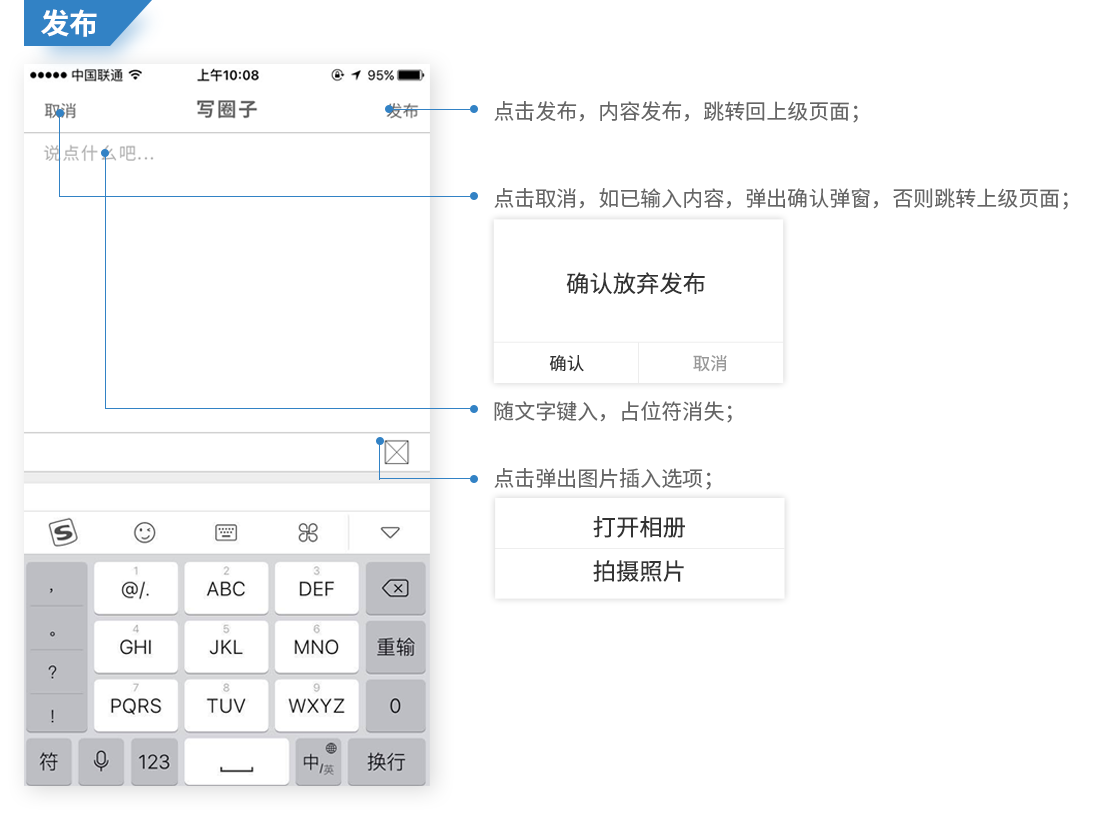 发布
中国联通 上午10:08 95%
取消 写圈子 发布
说点什么吧...
点击发布，内容发布，跳转回上级页面；
点击取消，如已输入内容，弹出确认弹窗，否则跳转上级页面；
确认放弃发布
确认 取消
随文字键入，占位符消失；
点击弹出图片插入选项；
打开相册
拍摄照片
S
, 1 @/. 2 ABC 3 DEF
。 4 GHI 5 JKL 6 MNO 重输
? 7 PQRS 8 TUV 9 WXYZ 0
!
符 123 中/英 换行